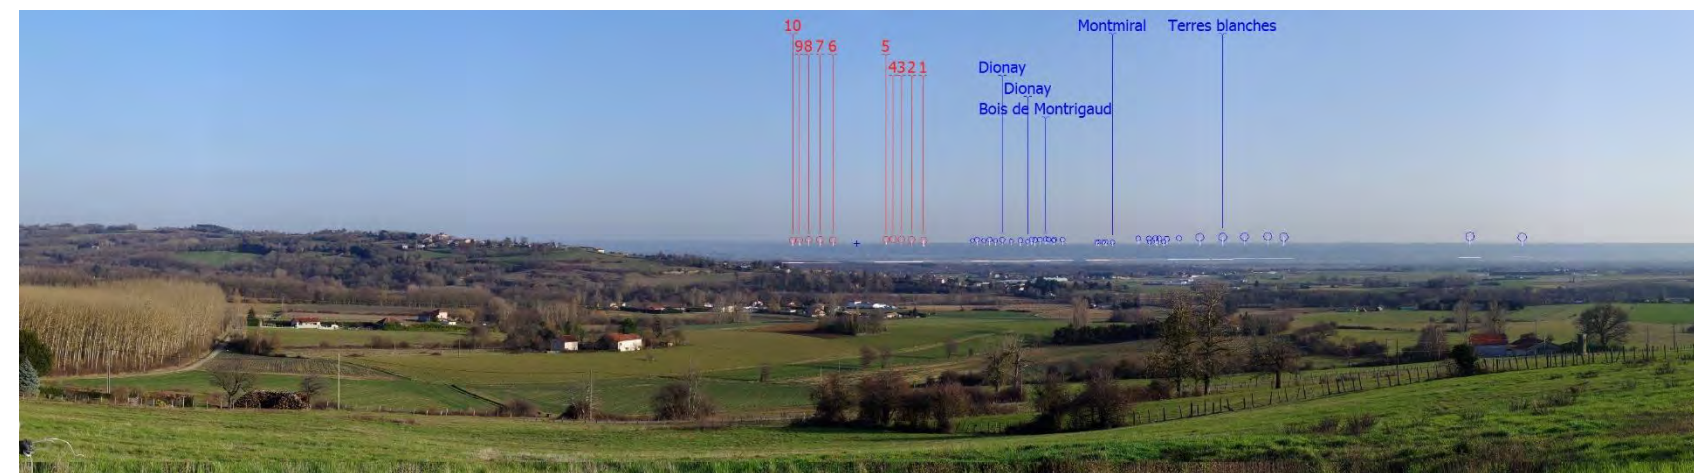 10 Montmiral Terres blanches
98 7 6 5
Dionay
4 3 2 1
Dionay
Bois de Montrigaud